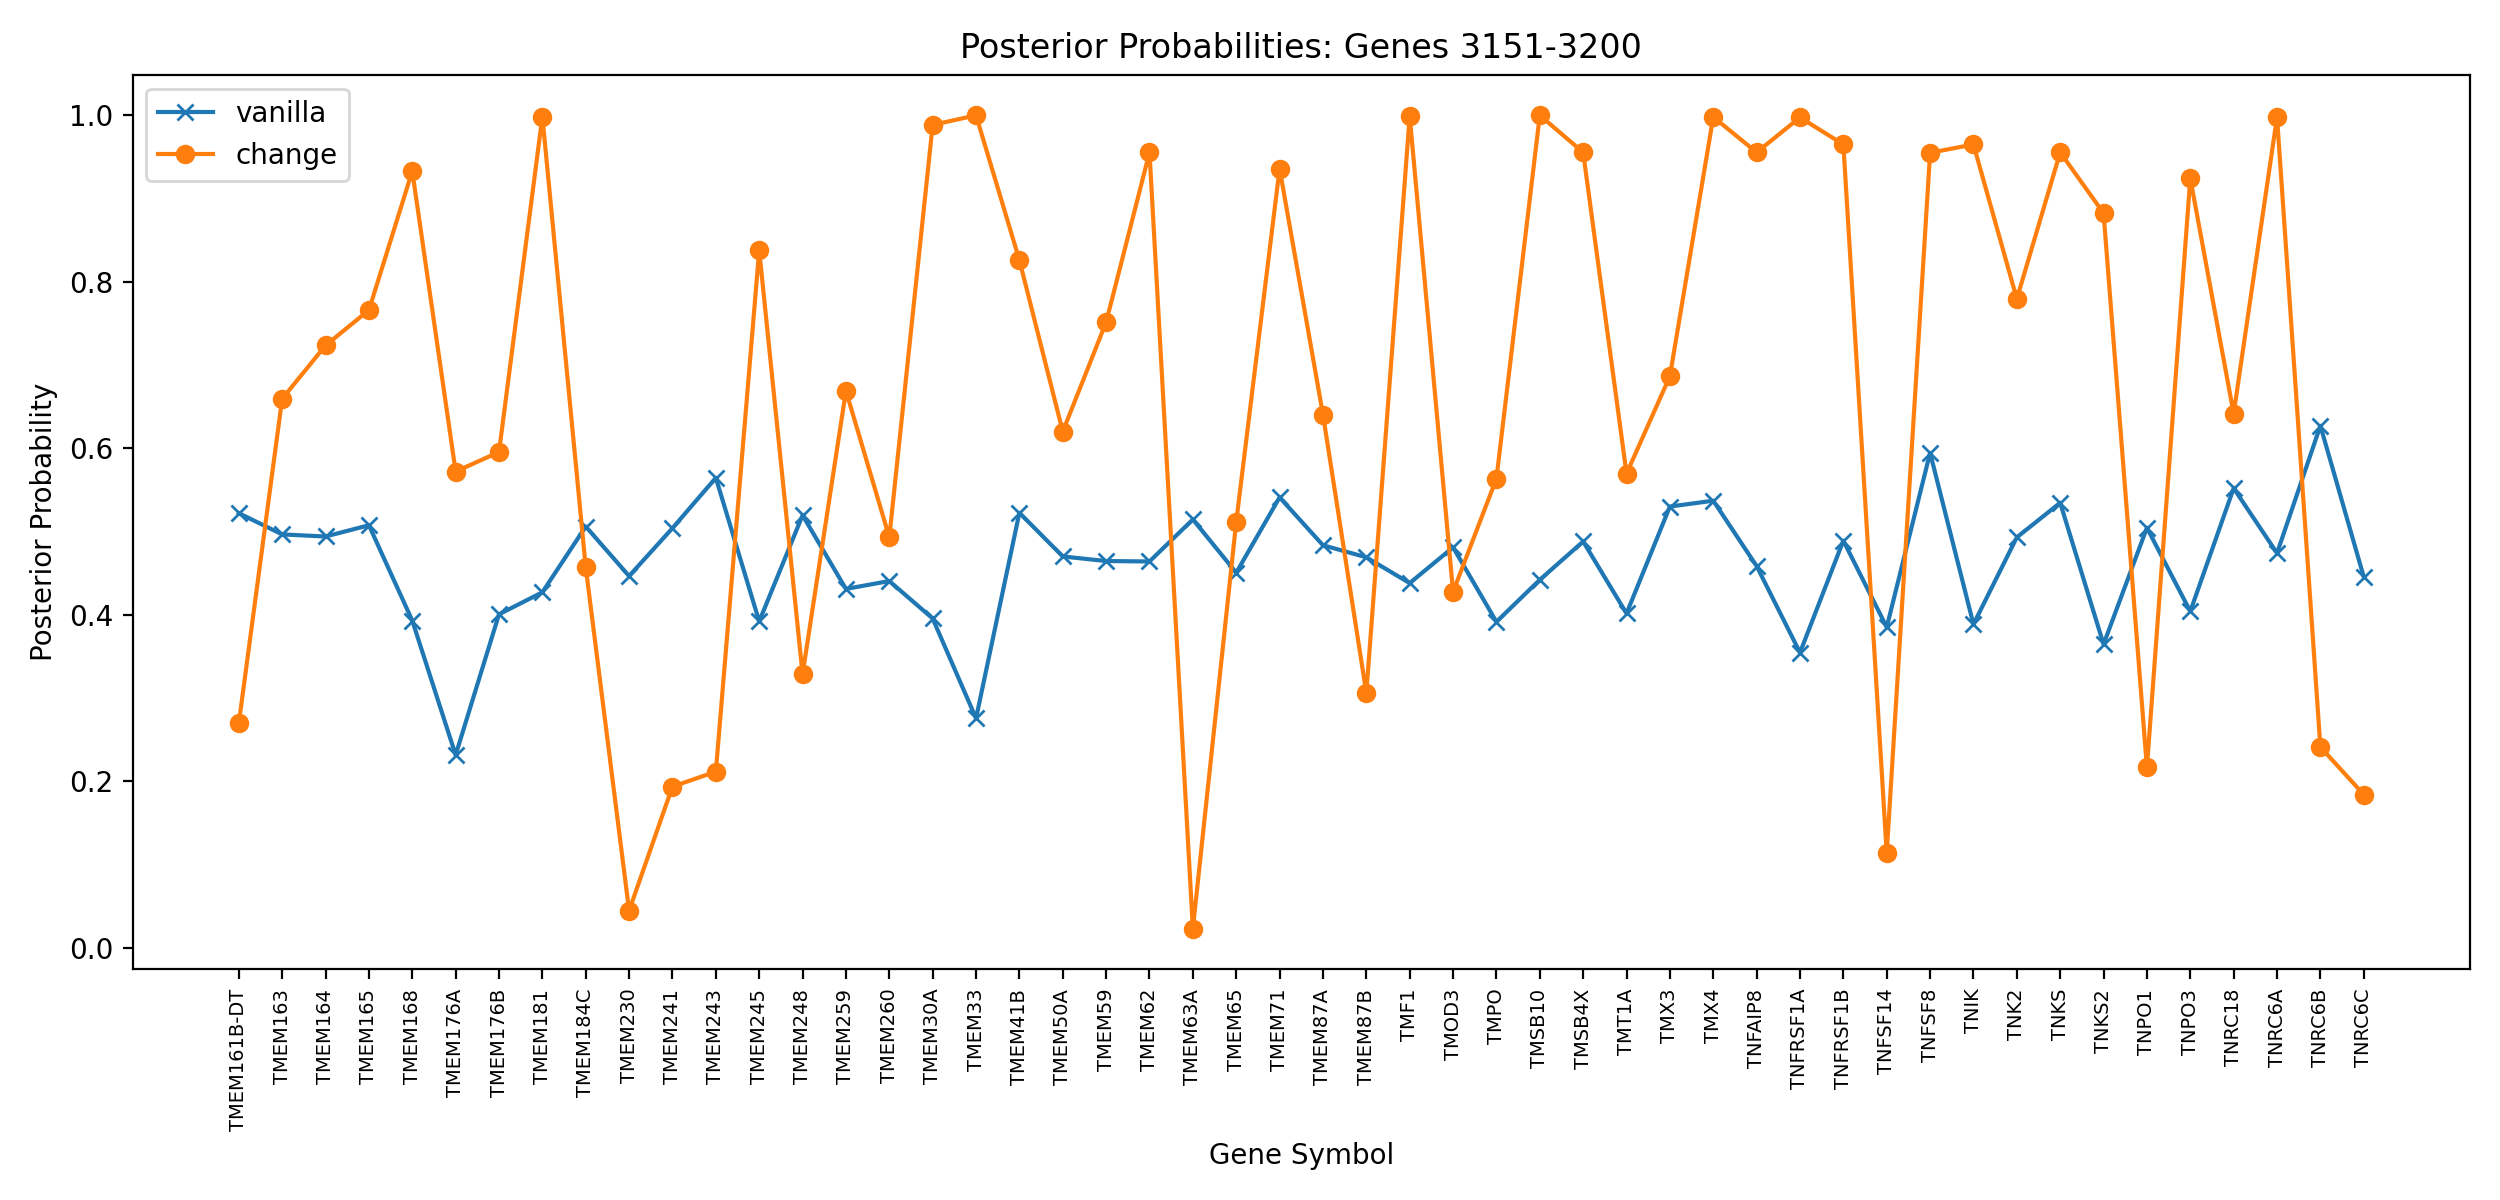 Posterior Probabilities: Genes 3151-3200
vanilla
change
Posterior Probability
1.0
0.8
0.6
0.4
0.2
0.0
TMEM161B-DT
TMEM163
TMEM164
TMEM165
TMEM168
TMEM176A
TMEM176B
TMEM181
TMEM184C
TMEM230
TMEM241
TMEM243
TMEM245
TMEM248
TMEM259
TMEM260
TMEM30A
TMEM33
TMEM41B
TMEM50A
TMEM59
TMEM62
TMEM63A
TMEM65
TMEM71
TMEM87A
TMEM87B
TMF1
TMOD3
TMPO
TMSB10
TMSB4X
TMT1A
TMX3
TMX4
TNFAIP8
TNFRSF1A
TNFRSF1B
TNFSF14
TNFSF8
TNIK
TNK2
TNKS
TNKS2
TNPO1
TNPO3
TNRC18
TNRC6A
TNRC6B
TNRC6C
Gene Symbol